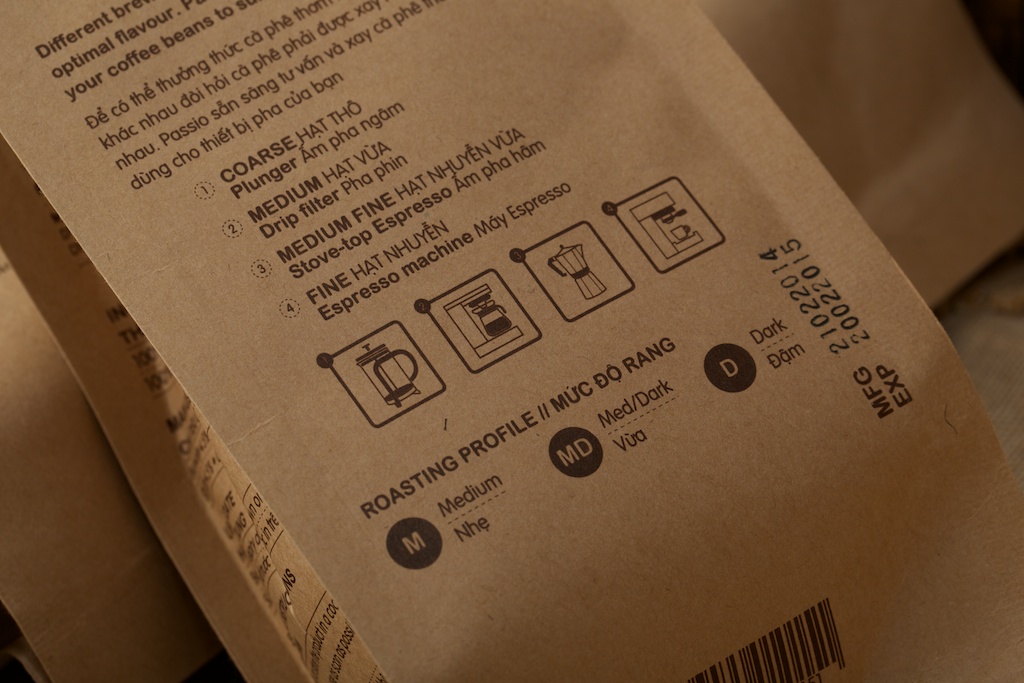 Different brew
optimal flavour. Pa
your coffee beans to su
Để có thể thưởng thức cà phê thơm
khác nhau đòi hỏi cà phê phải được xay
nhau. Passio sẵn sàng tư vấn và xay cà phê th
dùng cho thiết bị pha của bạn
1 COARSE HẠT THÔ
Plunger Ấm pha ngâm
2 MEDIUM HẠT VỪA
Drip filter Pha phin
3 MEDIUM FINE HẠT NHUYỄN VỪA
Stove-top Espresso Ấm pha hầm
4 FINE HẠT NHUYỄN
Espresso machine Máy Espresso
ROASTING PROFILE // MỨC ĐỘ RANG
M Medium
Nhẹ
MD Med/Dark
Vừa
D Dark
Đậm
MFG 21022014
EXP 20022015